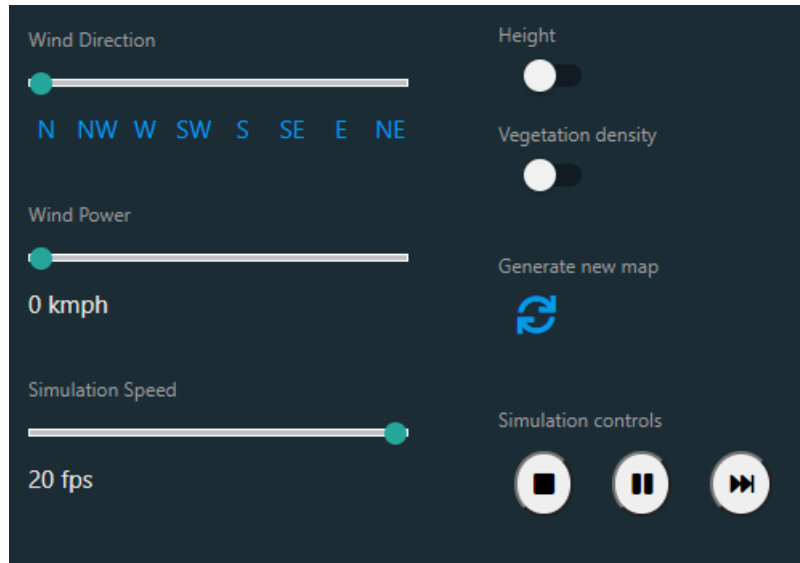 Wind Direction
N NW W SW S SE E NE
Wind Power
0 kmph
Simulation Speed
20 fps
Height
Vegetation density
Generate new map
Simulation controls